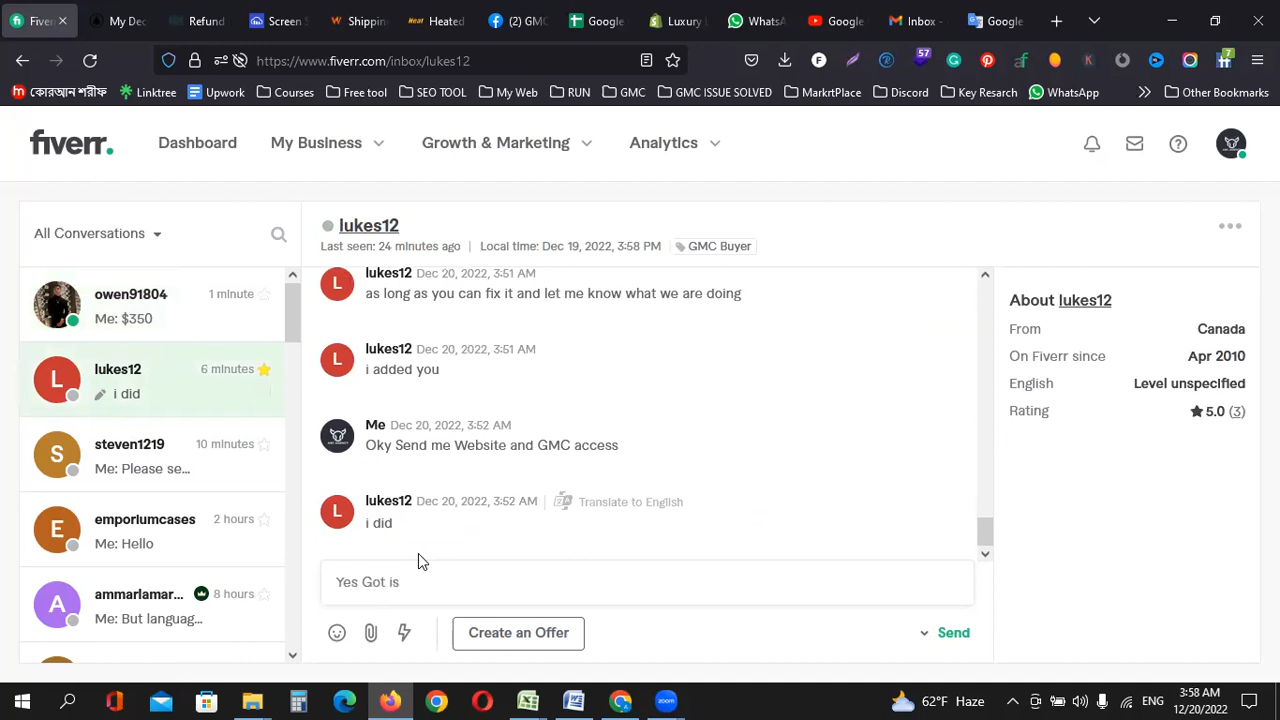 Fiverr
My Dec
Refund
Screen S
Shippin
Heated
(2) GMC
Google
Luxury
WhatsA
Google
Inbox -
Google
https://www.fiverr.com/inbox/lukes12
57
7
কোরআন শরীফ
Linktree
Upwork
Courses
Free tool
SEO TOOL
My Web
RUN
GMC
GMC ISSUE SOLVED
MarkrtPlace
Discord
Key Resarch
WhatsApp
Other Bookmarks
fiverr.
Dashboard
My Business
Growth & Marketing
Analytics
All Conversations
lukes12
Last seen: 24 minutes ago | Local time: Dec 19, 2022, 3:58 PM
GMC Buyer
owen91804 1 minute
Me: $350
lukes12 6 minutes
i did
steven1219 10 minutes
Me: Please se...
emporiumcases 2 hours
Me: Hello
ammarlamar... 8 hours
Me: But languag...
lukes12 Dec 20, 2022, 3:51 AM
as long as you can fix it and let me know what we are doing
lukes12 Dec 20, 2022, 3:51 AM
i added you
Me Dec 20, 2022, 3:52 AM
Oky Send me Website and GMC access
lukes12 Dec 20, 2022, 3:52 AM | Translate to English
i did
Yes Got is
Create an Offer
Send
About lukes12
From Canada
On Fiverr since Apr 2010
English Level unspecified
Rating 5.0 (3)
62°F Haze
ENG
3:58 AM
12/20/2022